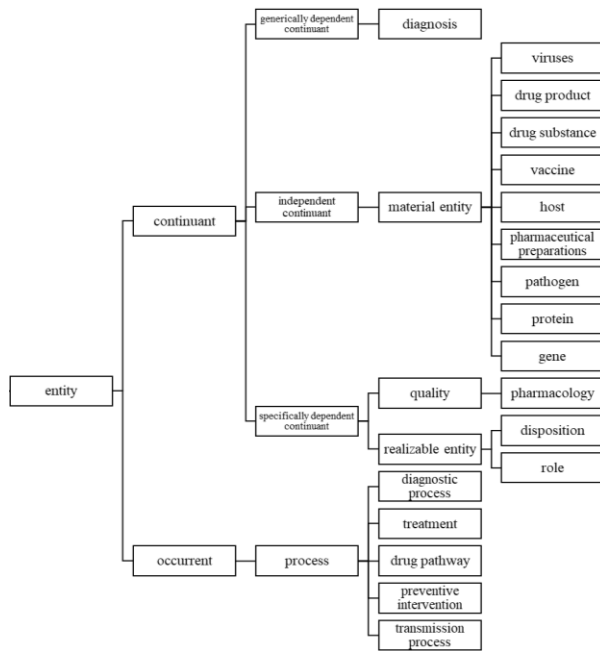 generically dependent
continuant
diagnosis
viruses
drug product
drug substance
vaccine
continuant
independent
continuant
material entity
host
pharmaceutical
preparations
pathogen
protein
gene
entity
specifically dependent
continuant
quality
pharmacology
realizable entity
disposition
role
occurrent
process
diagnostic
process
treatment
drug pathway
preventive
intervention
transmission
process